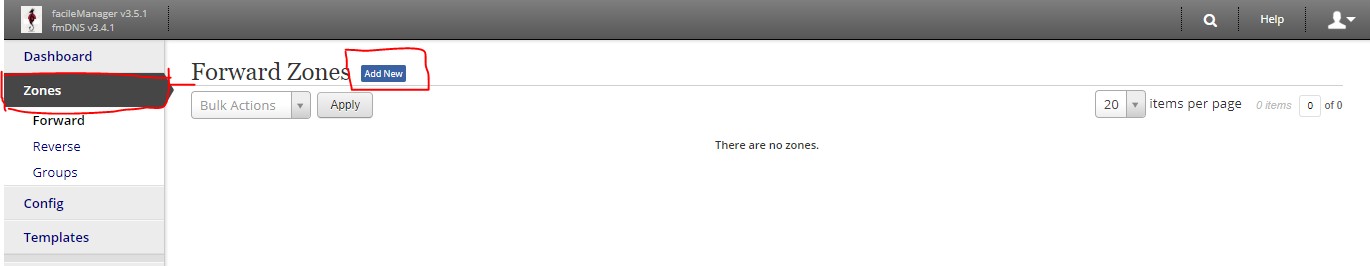 facileManager v3.5.1
fmDNS v3.4.1
Help
Dashboard
Zones
Forward
Reverse
Groups
Config
Templates
Forward Zones Add New
Bulk Actions Apply
20 items per page 0 items 0 of 0
There are no zones.